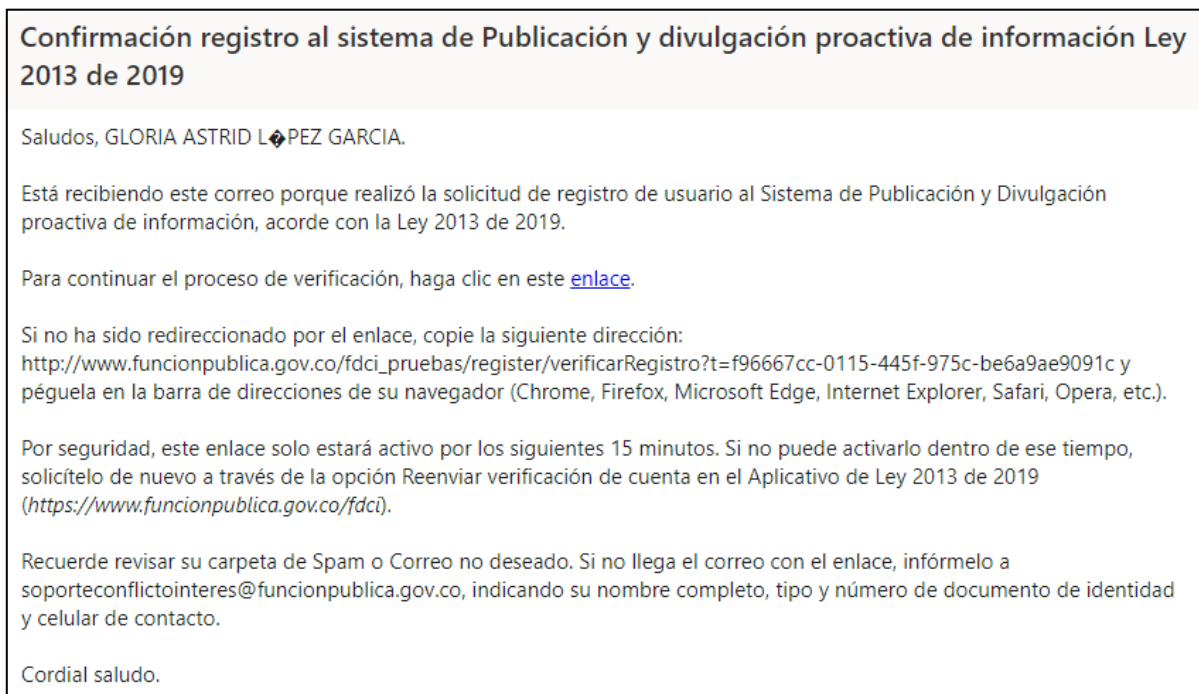 Confirmación registro al sistema de Publicación y divulgación proactiva de información Ley
2013 de 2019
Saludos, GLORIA ASTRID L�PEZ GARCIA.
Está recibiendo este correo porque realizó la solicitud de registro de usuario al Sistema de Publicación y Divulgación
proactiva de información, acorde con la Ley 2013 de 2019.
Para continuar el proceso de verificación, haga clic en este enlace.
Si no ha sido redireccionado por el enlace, copie la siguiente dirección:
http://www.funcionpublica.gov.co/fdci_pruebas/register/verificarRegistro?t=f96667cc-0115-445f-975c-be6a9ae9091c y
péguela en la barra de direcciones de su navegador (Chrome, Firefox, Microsoft Edge, Internet Explorer, Safari, Opera, etc.).
Por seguridad, este enlace solo estará activo por los siguientes 15 minutos. Si no puede activarlo dentro de ese tiempo,
solicítelo de nuevo a través de la opción Reenviar verificación de cuenta en el Aplicativo de Ley 2013 de 2019
(https://www.funcionpublica.gov.co/fdci).
Recuerde revisar su carpeta de Spam o Correo no deseado. Si no llega el correo con el enlace, infórmelo a
soporteconflictointeres@funcionpublica.gov.co, indicando su nombre completo, tipo y número de documento de identidad
y celular de contacto.
Cordial saludo.